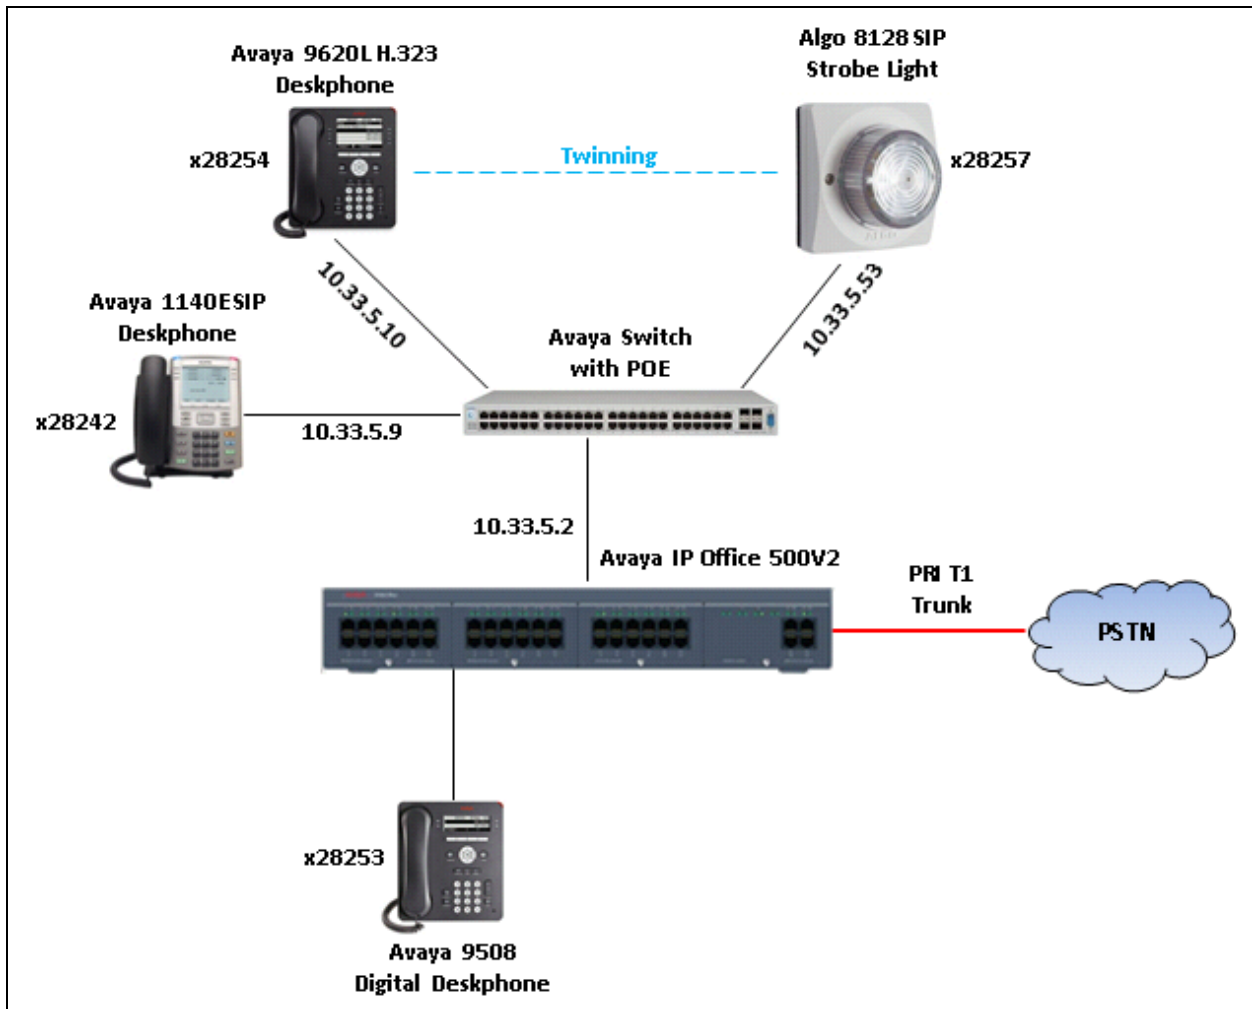 Avaya 9620L H.323
Deskphone
Algo 8128 SIP
Strobe Light
x28254
Twinning
x28257
10.33.5.10
10.33.5.53
Avaya 1140E SIP
Deskphone
Avaya Switch
with POE
x28242
10.33.5.9
10.33.5.2
Avaya IP Office 500V2
PRI T1
Trunk
PSTN
x28253
Avaya 9508
Digital Deskphone